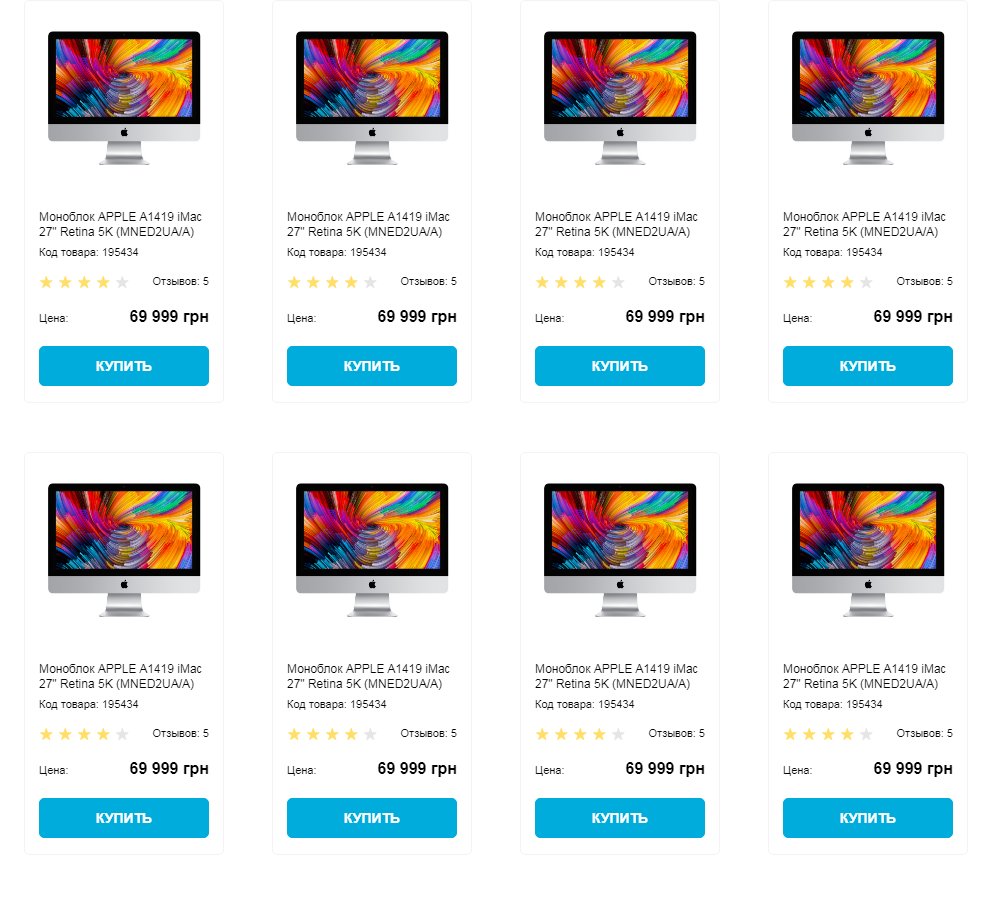 Моноблок APPLE A1419 iMac
27" Retina 5K (MNED2UA/A)
Код товара: 195434
Отзывов: 5
Цена: 69 999 грн
КУПИТЬ
Моноблок APPLE A1419 iMac
27" Retina 5K (MNED2UA/A)
Код товара: 195434
Отзывов: 5
Цена: 69 999 грн
КУПИТЬ
Моноблок APPLE A1419 iMac
27" Retina 5K (MNED2UA/A)
Код товара: 195434
Отзывов: 5
Цена: 69 999 грн
КУПИТЬ
Моноблок APPLE A1419 iMac
27" Retina 5K (MNED2UA/A)
Код товара: 195434
Отзывов: 5
Цена: 69 999 грн
КУПИТЬ
Моноблок APPLE A1419 iMac
27" Retina 5K (MNED2UA/A)
Код товара: 195434
Отзывов: 5
Цена: 69 999 грн
КУПИТЬ
Моноблок APPLE A1419 iMac
27" Retina 5K (MNED2UA/A)
Код товара: 195434
Отзывов: 5
Цена: 69 999 грн
КУПИТЬ
Моноблок APPLE A1419 iMac
27" Retina 5K (MNED2UA/A)
Код товара: 195434
Отзывов: 5
Цена: 69 999 грн
КУПИТЬ
Моноблок APPLE A1419 iMac
27" Retina 5K (MNED2UA/A)
Код товара: 195434
Отзывов: 5
Цена: 69 999 грн
КУПИТЬ